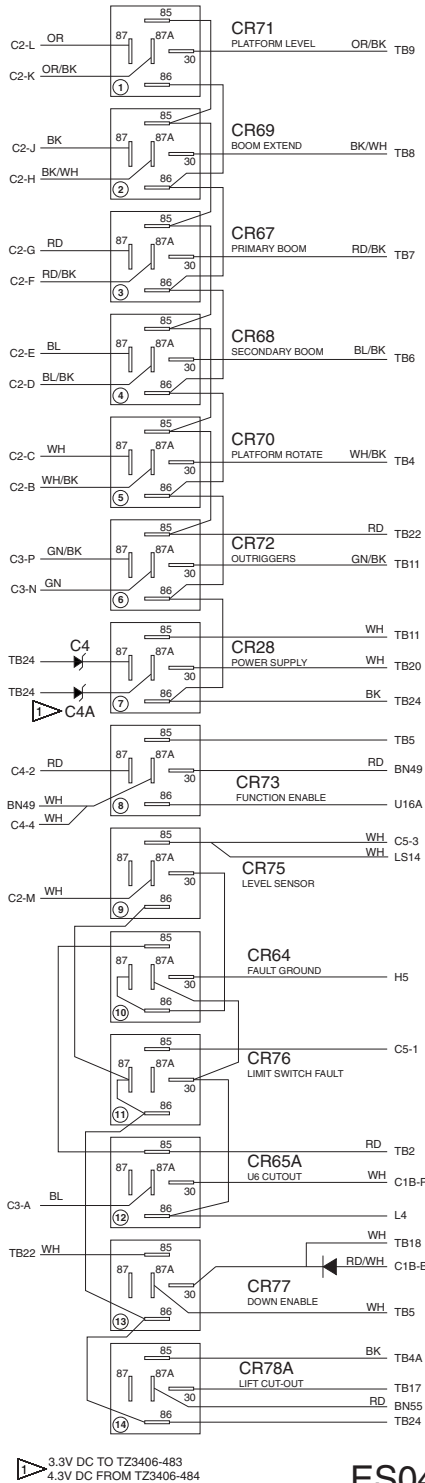 85
C2-L OR 87 87A CR71
PLATFORM LEVEL OR/BK TB9
C2-K OR/BK 30
86
1
85
C2-J BK 87 87A CR69
BOOM EXTEND BK/WH TB8
C2-H BK/WH 30
86
2
85
C2-G RD 87 87A CR67
PRIMARY BOOM RD/BK TB7
C2-F RD/BK 30
86
3
85
C2-E BL 87 87A CR68
SECONDARY BOOM BL/BK TB6
C2-D BL/BK 30
86
4
85
C2-C WH 87 87A CR70
PLATFORM ROTATE WH/BK TB4
C2-B WH/BK 30
86
5
85 RD TB22
C3-P GN/BK 87 87A CR72
OUTRIGGERS GN/BK TB11
C3-N GN 30
86
6
85 WH TB11
TB24 C4 87 87A CR28
POWER SUPPLY WH TB20
TB24 30
1 C4A 86 BK TB24
7
85 TB5
C4-2 RD 87 87A RD BN49
30
CR73
FUNCTION ENABLE
BN49 WH 86 U16A
C4-4 WH
8
85 WH C5-3
WH LS14
87 87A CR75
LEVEL SENSOR
C2-M WH 30
86
9
85
87 87A CR64
FAULT GROUND H5
30
86
10
85 C5-1
87 87A CR76
LIMIT SWITCH FAULT
30
86
11
85 RD TB2
87 87A CR65A
U6 CUTOUT WH
C3-A BL 30
86 L4
12
WH TB18
TB22 WH 85
RD/WH
87 87A 30
CR77
DOWN ENABLE WH TB5
86
13
85 BK TB4A
87 87A CR78A
LIFT CUT-OUT TB17
30
RD BN55
86 TB24
14
1 3.3V DC TO TZ3406-483
4.3V DC FROM TZ3406-484